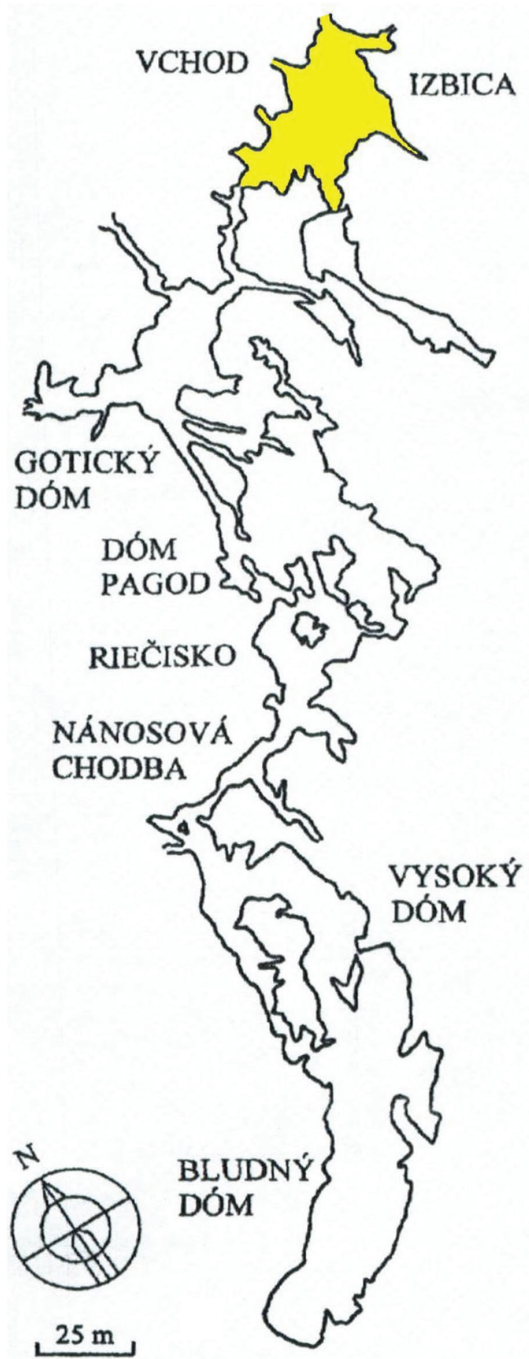 VCHOD
IZBICA
GOTICKÝ
DÓM
DÓM
PAGOD
RIEČISKO
NÁNOSOVÁ
CHODBA
VYSOKÝ
DÓM
BLUDNÝ
DÓM
N
25 m